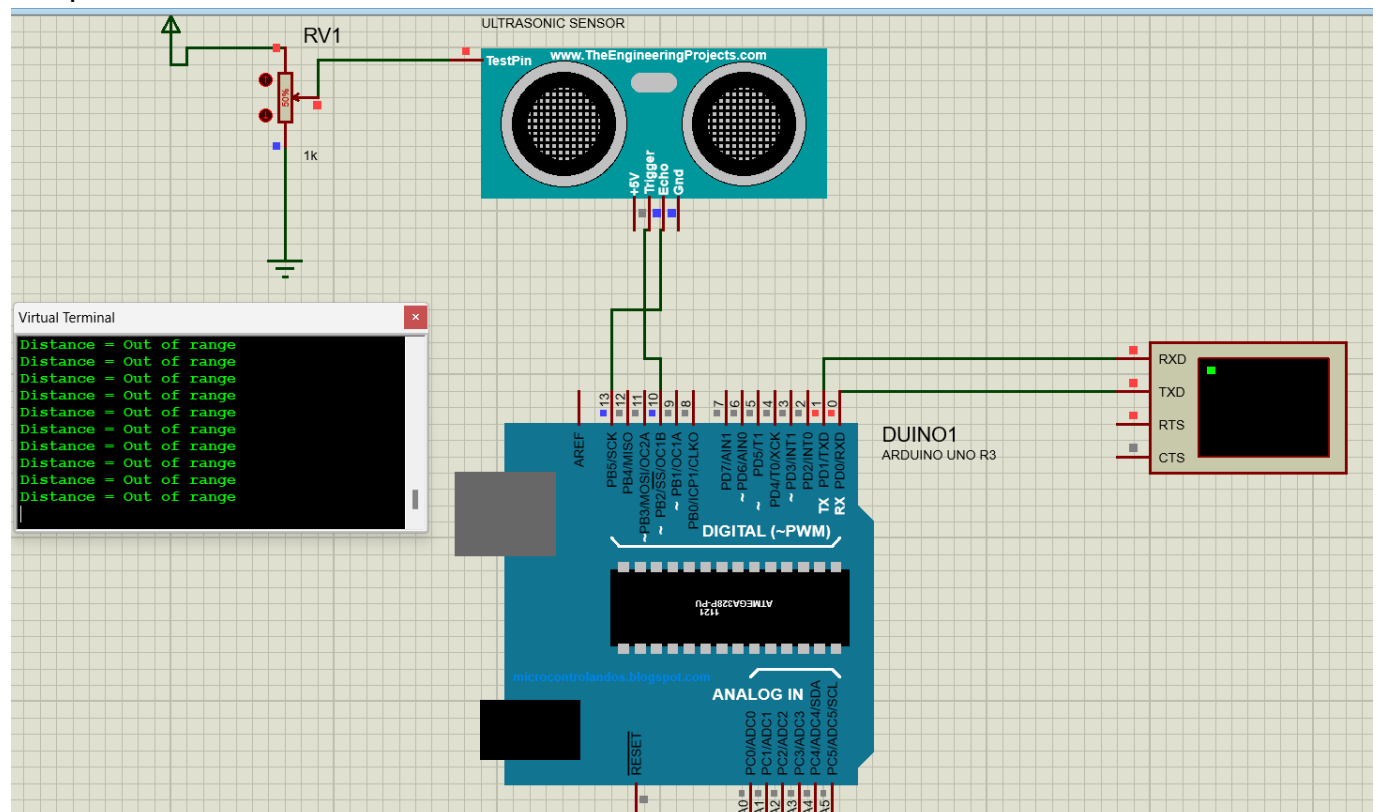 ULTRASONIC SENSOR
RV1
TestPin
www.TheEngineeringProjects.com
50%
1k
+5V
Trigger
Echo
Gnd
Virtual Terminal
Distance = Out of range
Distance = Out of range
Distance = Out of range
Distance = Out of range
Distance = Out of range
Distance = Out of range
Distance = Out of range
Distance = Out of range
Distance = Out of range
Distance = Out of range
RXD
TXD
RTS
CTS
13
12
11
10
9
8
7
6
5
4
3
2
1
0
DUINO1
ARDUINO UNO R3
AREF
PB5/SCK
PB4/MISO
~PB3/MOSI/OC2A
~ PB2/SS/OC1B
~ PB1/OC1A
PB0/ICP1/CLKO
PD7/AIN1
~ PD6/AIN0
~ PD5/T1
PD4/T0/XCK
~ PD3/INT1
PD2/INT0
TX PD1/TXD
RX PD0/RXD
DIGITAL (~PWM)
ATMEGA328P-PU
1121
microcontrolandos.blogspot.com
ANALOG IN
RESET
PC0/ADC0
PC1/ADC1
PC2/ADC2
PC3/ADC3
PC4/ADC4/SDA
PC5/ADC5/SCL
A0
A1
A2
A3
A4
A5